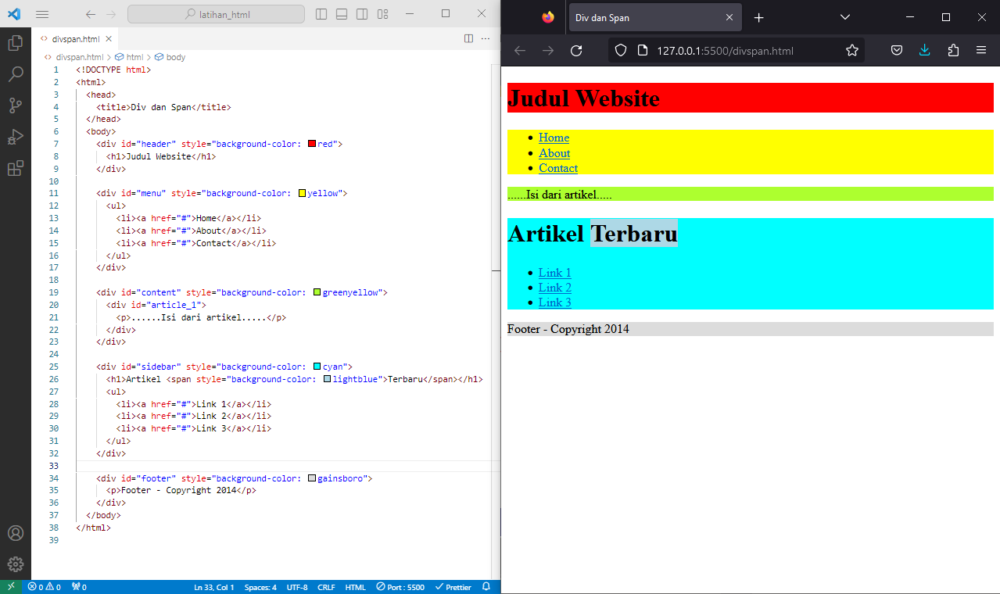 latihan_html
divspan.html
divspan.html > html > body
1 <!DOCTYPE html>
2 <html>
3 <head>
4 <title>Div dan Span</title>
5 </head>
6 <body>
7 <div id="header" style="background-color: red">
8 <h1>Judul Website</h1>
9 </div>
10
11 <div id="menu" style="background-color: yellow">
12 <ul>
13 <li><a href="#">Home</a></li>
14 <li><a href="#">About</a></li>
15 <li><a href="#">Contact</a></li>
16 </ul>
17 </div>
18
19 <div id="content" style="background-color: greenyellow">
20 <div id="article_1">
21 <p>......Isi dari artikel.....</p>
22 </div>
23 </div>
24
25 <div id="sidebar" style="background-color: cyan">
26 <h1>Artikel <span style="background-color: lightblue">Terbaru</span></h1>
27 <ul>
28 <li><a href="#">Link 1</a></li>
29 <li><a href="#">Link 2</a></li>
30 <li><a href="#">Link 3</a></li>
31 </ul>
32 </div>
33
34 <div id="footer" style="background-color: gainsboro">
35 <p>Footer - Copyright 2014</p>
36 </div>
37 </body>
38 </html>
39
0 0 0 Ln 33, Col 1 Spaces: 4 UTF-8 CRLF HTML Port : 5500 Prettier
Div dan Span
127.0.0.1:5500/divspan.html
Judul Website
Home
About
Contact
......Isi dari artikel.....
Artikel Terbaru
Link 1
Link 2
Link 3
Footer - Copyright 2014